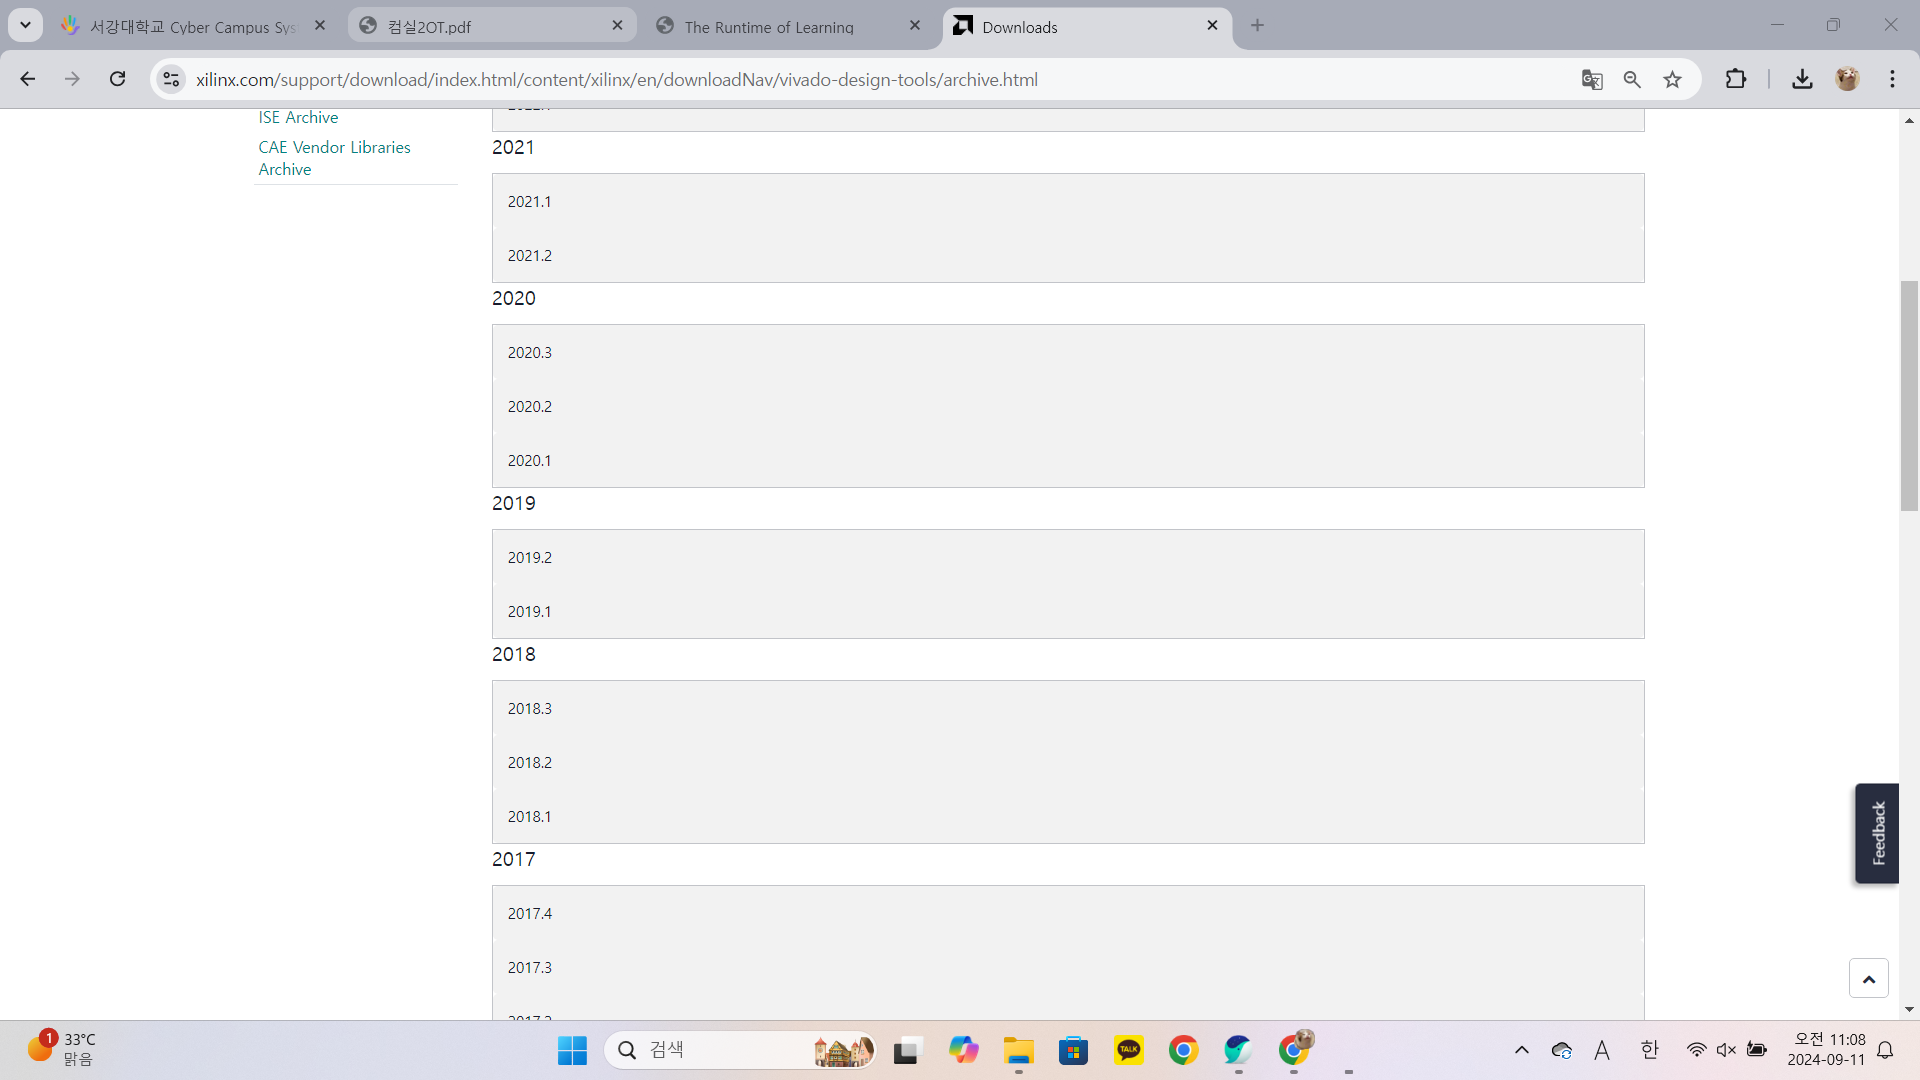 서강대학교 Cyber Campus Sys
컴실2OT.pdf
The Runtime of Learning
Downloads
xilinx.com/support/download/index.html/content/xilinx/en/downloadNav/vivado-design-tools/archive.html
ISE Archive
CAE Vendor Libraries
Archive
2021
2021.1
2021.2
2020
2020.3
2020.2
2020.1
2019
2019.2
2019.1
2018
2018.3
2018.2
2018.1
2017
2017.4
2017.3
Feedback
1
33°C
맑음
검색
TALK
A
한
오전 11:08
2024-09-11